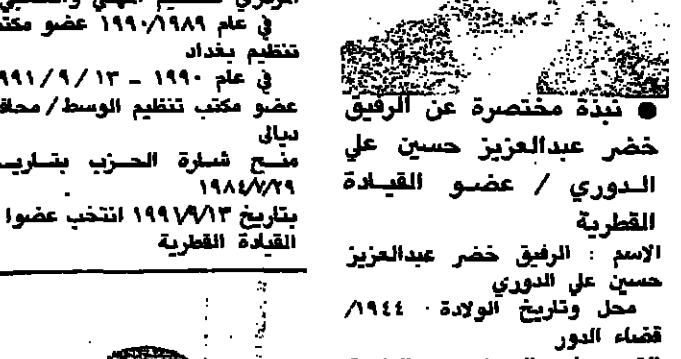 ● نبذة مختصرة عن الرفيق
خضر عبدالعزيز حسين علي
الدوري / عضو القيادة
القطرية
الاسم : الرفيق خضر عبدالعزيز
حسين علي الدوري
محل وتاريخ الولادة ١٩٤٤/
قضاء الدور
في عام ١٩٩٠/١٩٨٩ عضو مكتب
تنظيم بغداد
في عام ١٩٩٠ – ١٣ / ٩ / ١٩٩١
عضو مكتب تنظيم الوسط / محاف
ديالى
منح شارة الحزب بتاريخ
١٩٨٤/٧/٢٩
بتاريخ ١٩٩١/٩/١٣ انتخب عضوا
القيادة القطرية